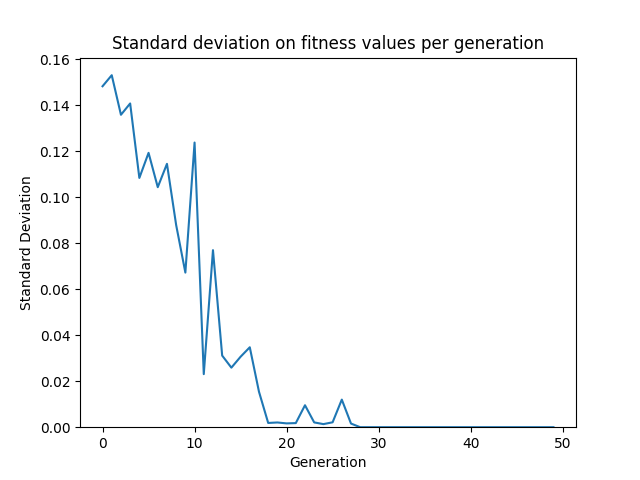 Standard deviation on fitness values per generation
0.16
0.14
0.12
0.10
0.08
0.06
0.04
0.02
0.00
Standard Deviation
0 10 20 30 40 50
Generation